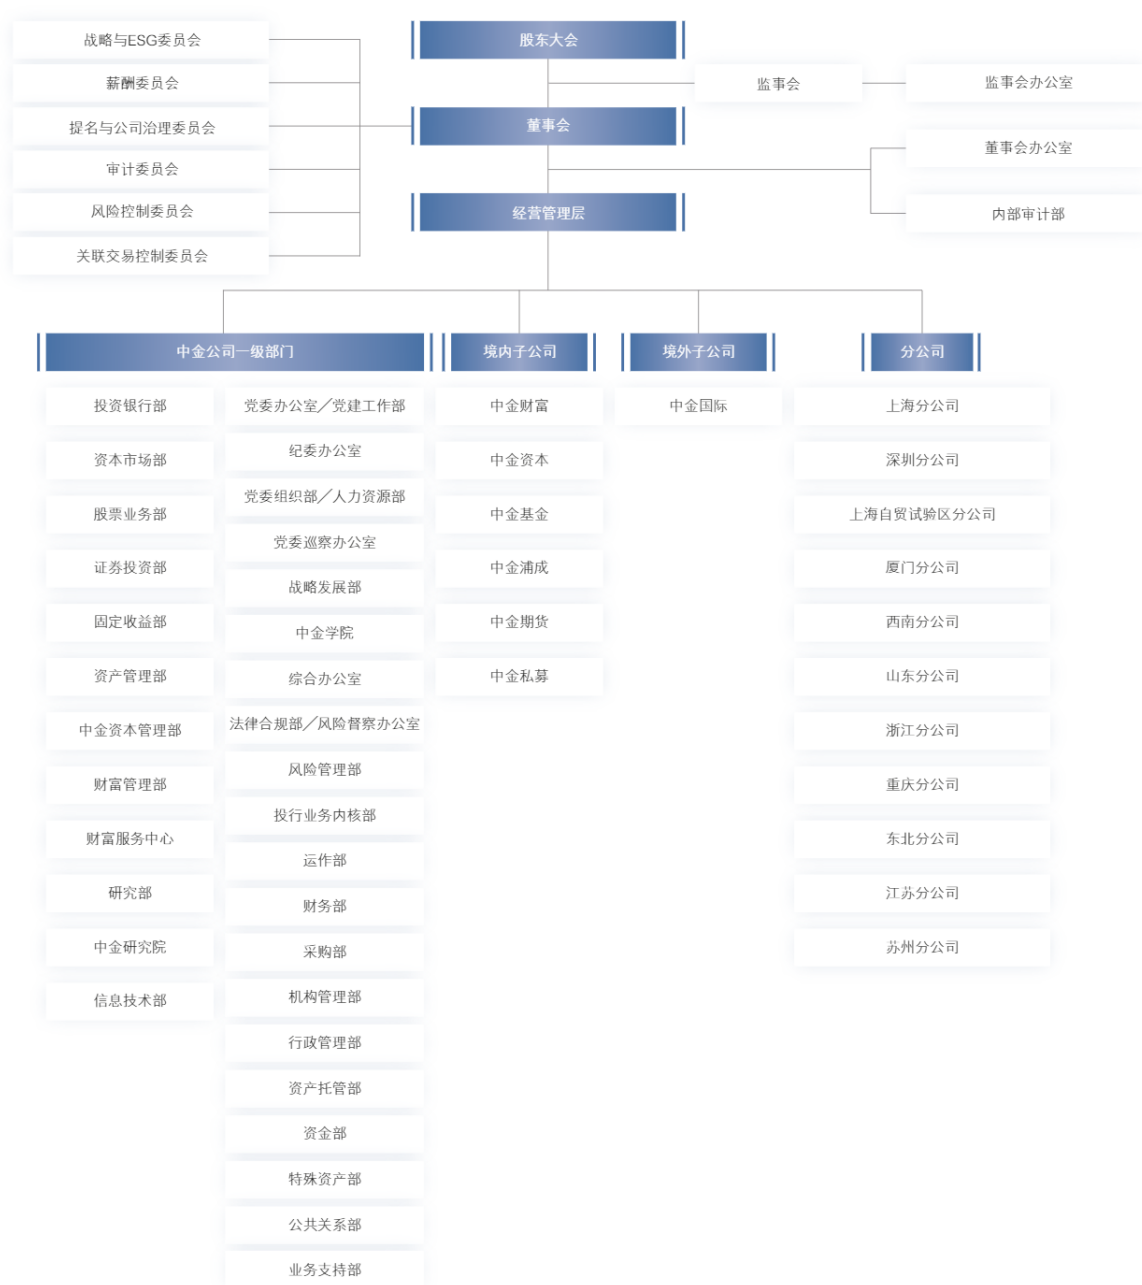 股东大会
监事会
监事会办公室
董事会
战略与ESG委员会
薪酬委员会
提名与公司治理委员会
审计委员会
风险控制委员会
关联交易控制委员会
董事会办公室
内部审计部
经营管理层
中金公司一级部门
投资银行部
资本市场部
股票业务部
证券投资部
固定收益部
资产管理部
中金资本管理部
财富管理部
财富服务中心
研究部
中金研究院
信息技术部
党委办公室／党建工作部
纪委办公室
党委组织部／人力资源部
党委巡察办公室
战略发展部
中金学院
综合办公室
法律合规部／风险督察办公室
风险管理部
投行业务内核部
运作部
财务部
采购部
机构管理部
行政管理部
资产托管部
资金部
特殊资产部
公共关系部
业务支持部
境内子公司
中金财富
中金资本
中金基金
中金浦成
中金期货
中金私募
境外子公司
中金国际
分公司
上海分公司
深圳分公司
上海自贸试验区分公司
厦门分公司
西南分公司
山东分公司
浙江分公司
重庆分公司
东北分公司
江苏分公司
苏州分公司